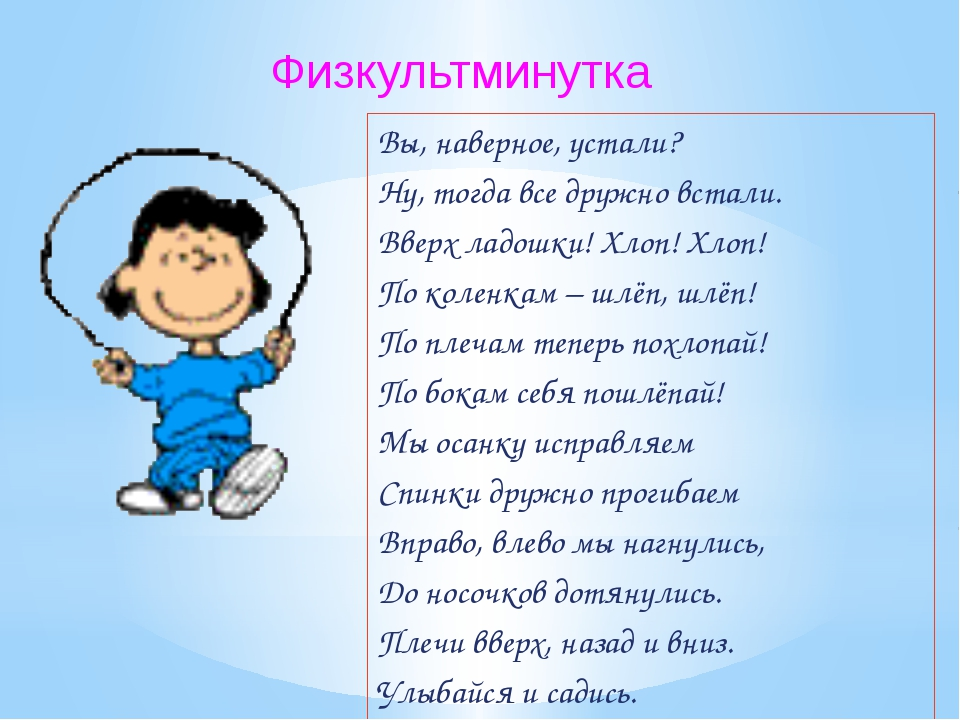 Физкультминутка
Вы, наверное, устали?
Ну, тогда все дружно встали.
Вверх ладошки! Хлоп! Хлоп!
По коленкам – шлёп, шлёп!
По плечам теперь похлопай!
По бокам себя пошлёпай!
Мы осанку исправляем
Спинки дружно прогибаем
Вправо, влево мы нагнулись,
До носочков дотянулись.
Плечи вверх, назад и вниз.
Улыбайся и садись.